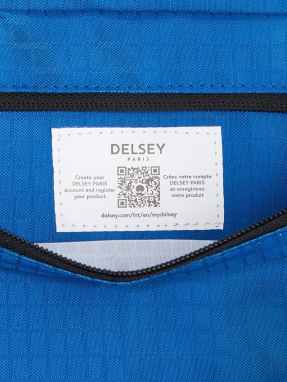 DELSEY
PARIS
Create your
DELSEY PARIS
account and register
your product
Créez votre compte
DELSEY PARIS
et enregistrez
votre produit
delsey.com/int/en/mydelsey